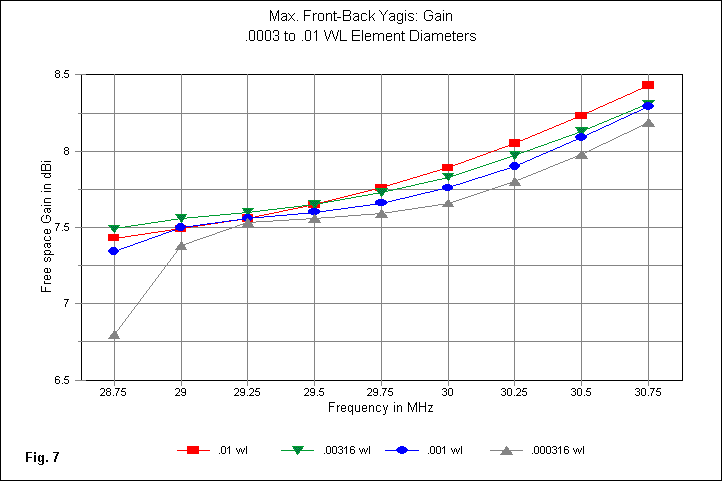 Max. Front-Back Yagis: Gain
.0003 to .01 WL Element Diameters
Free space Gain in dBi
8.5
8
7.5
7
6.5
28.75 29 29.25 29.5 29.75 30 30.25 30.5 30.75
Frequency in MHz
Fig. 7
.01 wl .00316 wl .001 wl .000316 wl